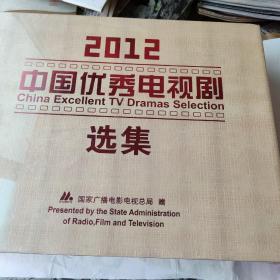 2012
中国优秀电视剧
China Excellent TV Dramas Selection
选集
国家广播电影电视总局 赠
Presented by the State Administration
of Radio,Film and Television